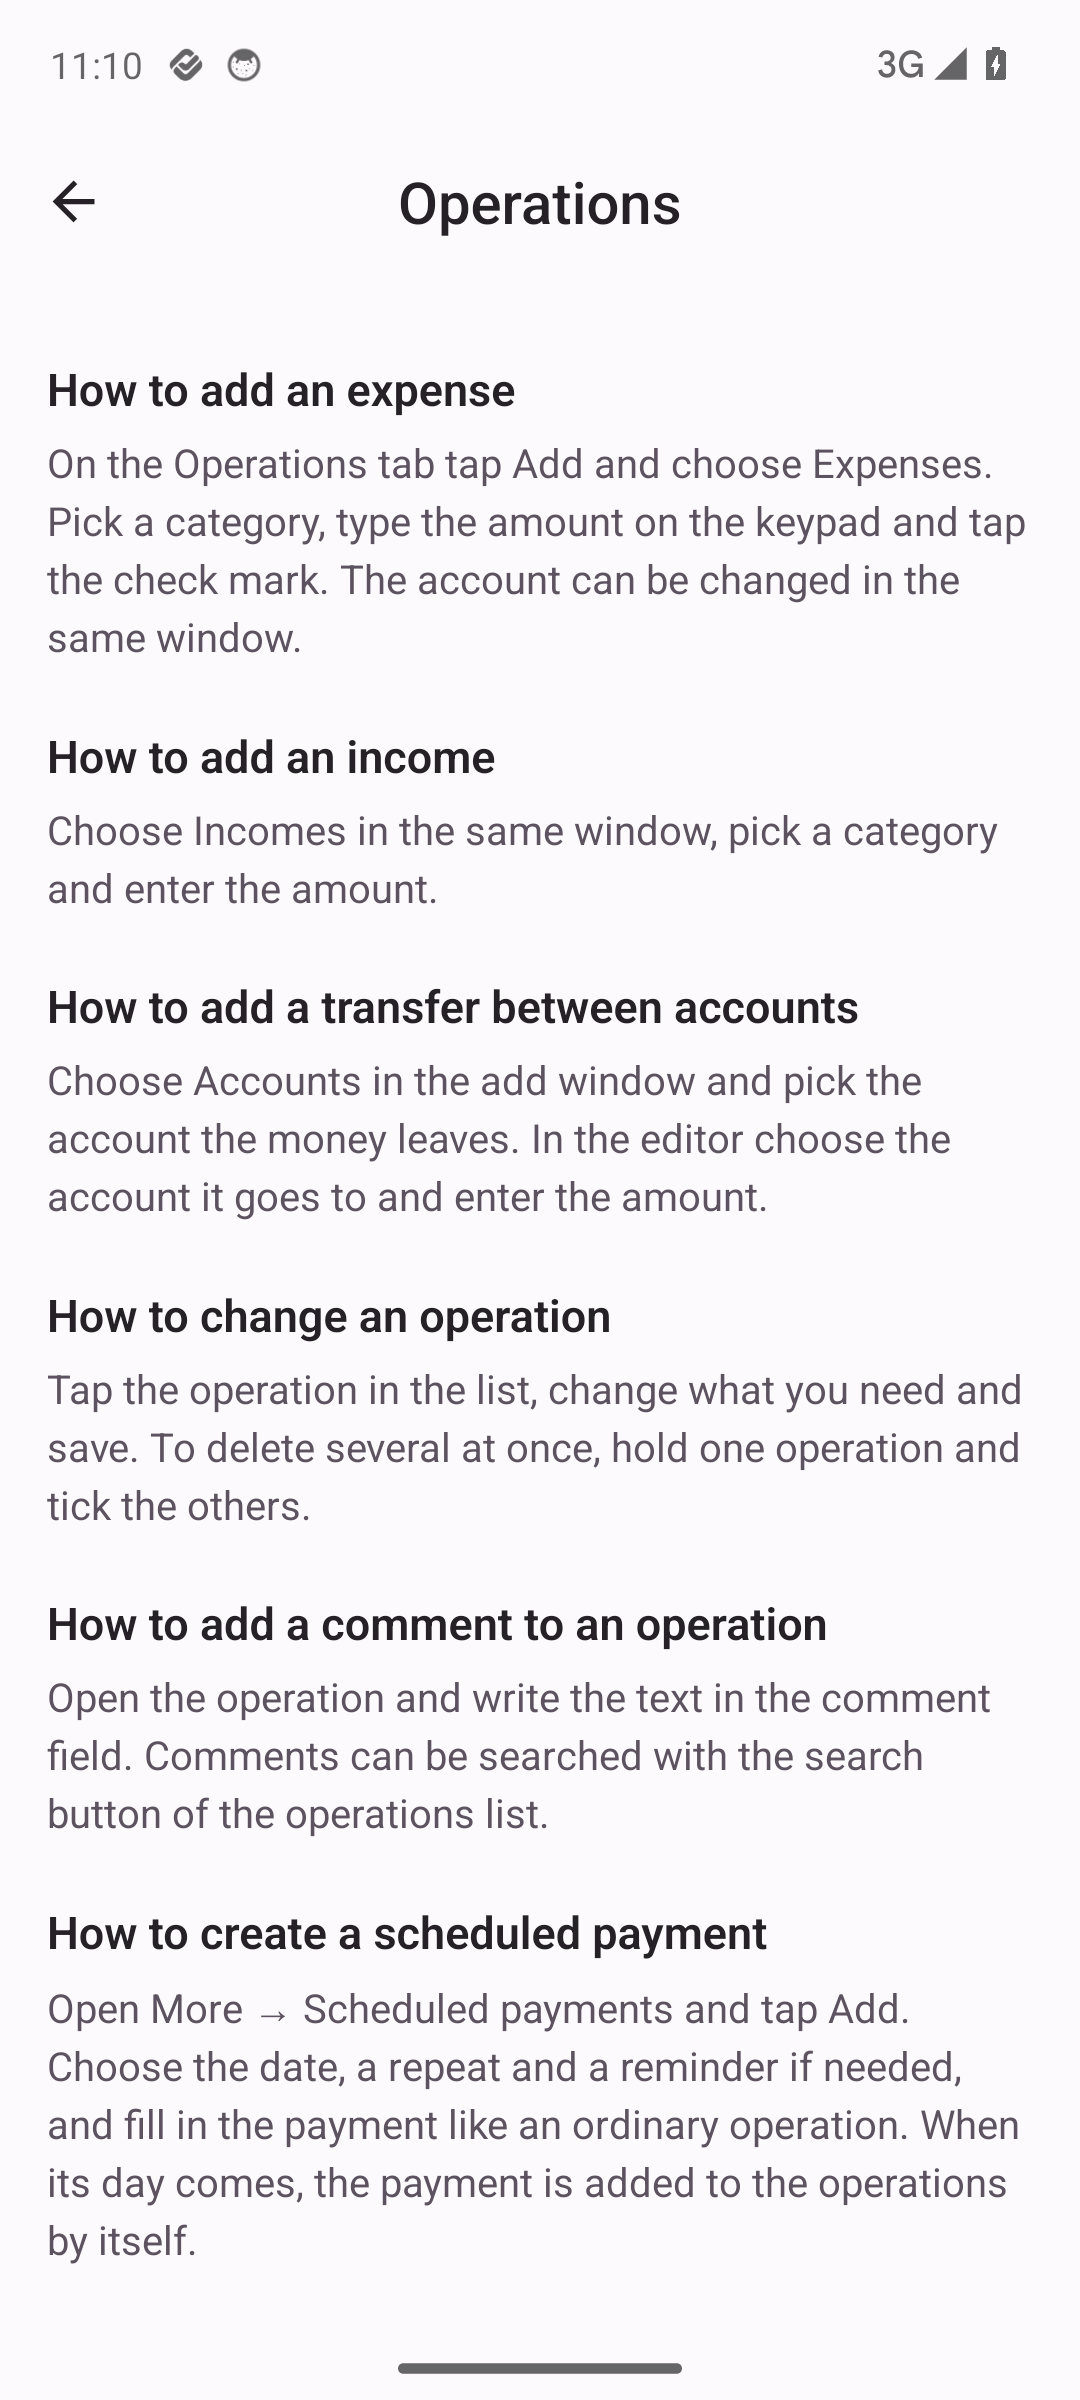 11:10
3G
Operations
How to add an expense
On the Operations tab tap Add and choose Expenses.
Pick a category, type the amount on the keypad and tap
the check mark. The account can be changed in the
same window.
How to add an income
Choose Incomes in the same window, pick a category
and enter the amount.
How to add a transfer between accounts
Choose Accounts in the add window and pick the
account the money leaves. In the editor choose the
account it goes to and enter the amount.
How to change an operation
Tap the operation in the list, change what you need and
save. To delete several at once, hold one operation and
tick the others.
How to add a comment to an operation
Open the operation and write the text in the comment
field. Comments can be searched with the search
button of the operations list.
How to create a scheduled payment
Open More → Scheduled payments and tap Add.
Choose the date, a repeat and a reminder if needed,
and fill in the payment like an ordinary operation. When
its day comes, the payment is added to the operations
by itself.